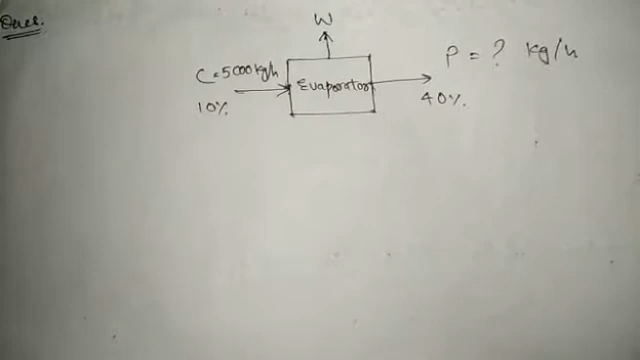 Ques.
W
C = 5000 kg/h
Evaporator
P = ? kg/h
10%
40%.